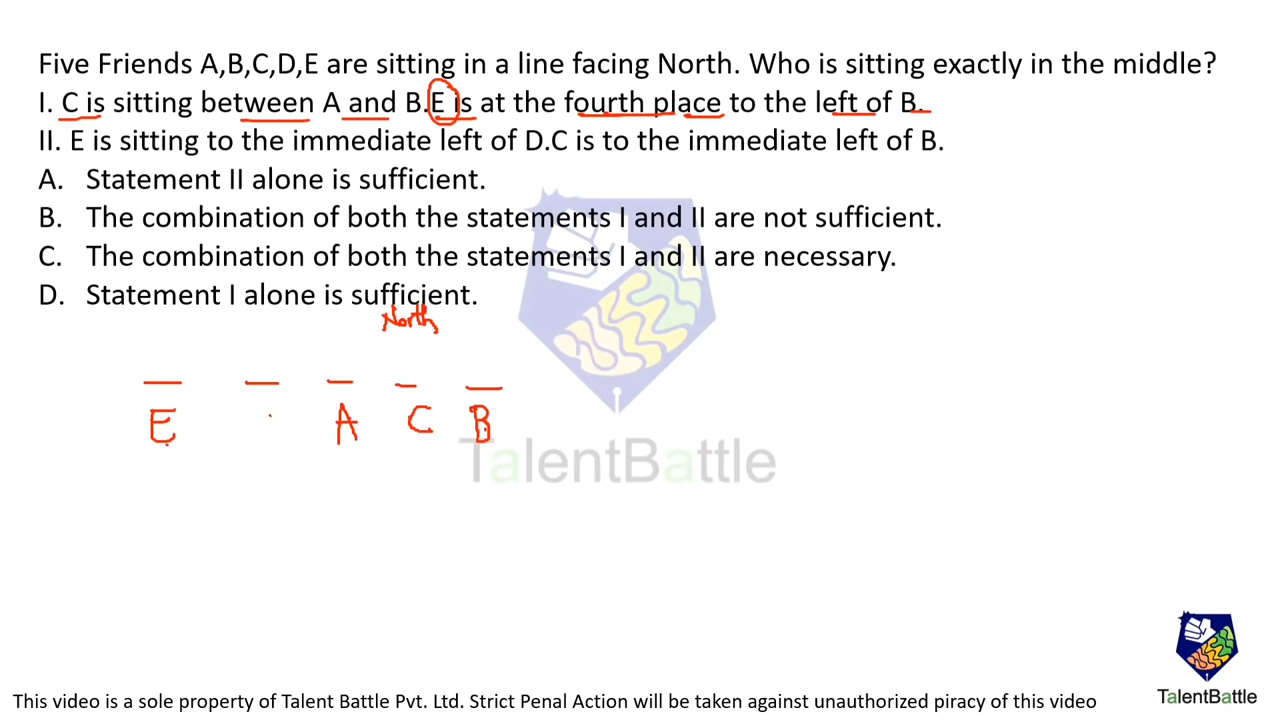 Five Friends A,B,C,D,E are sitting in a line facing North. Who is sitting exactly in the middle?
I. C is sitting between A and B.E is at the fourth place to the left of B.
II. E is sitting to the immediate left of D.C is to the immediate left of B.
A. Statement II alone is sufficient.
B. The combination of both the statements I and II are not sufficient.
C. The combination of both the statements I and II are necessary.
D. Statement I alone is sufficient.
North
E A C B
TalentBattle
TalentBattle
This video is a sole property of Talent Battle Pvt. Ltd. Strict Penal Action will be taken against unauthorized piracy of this video